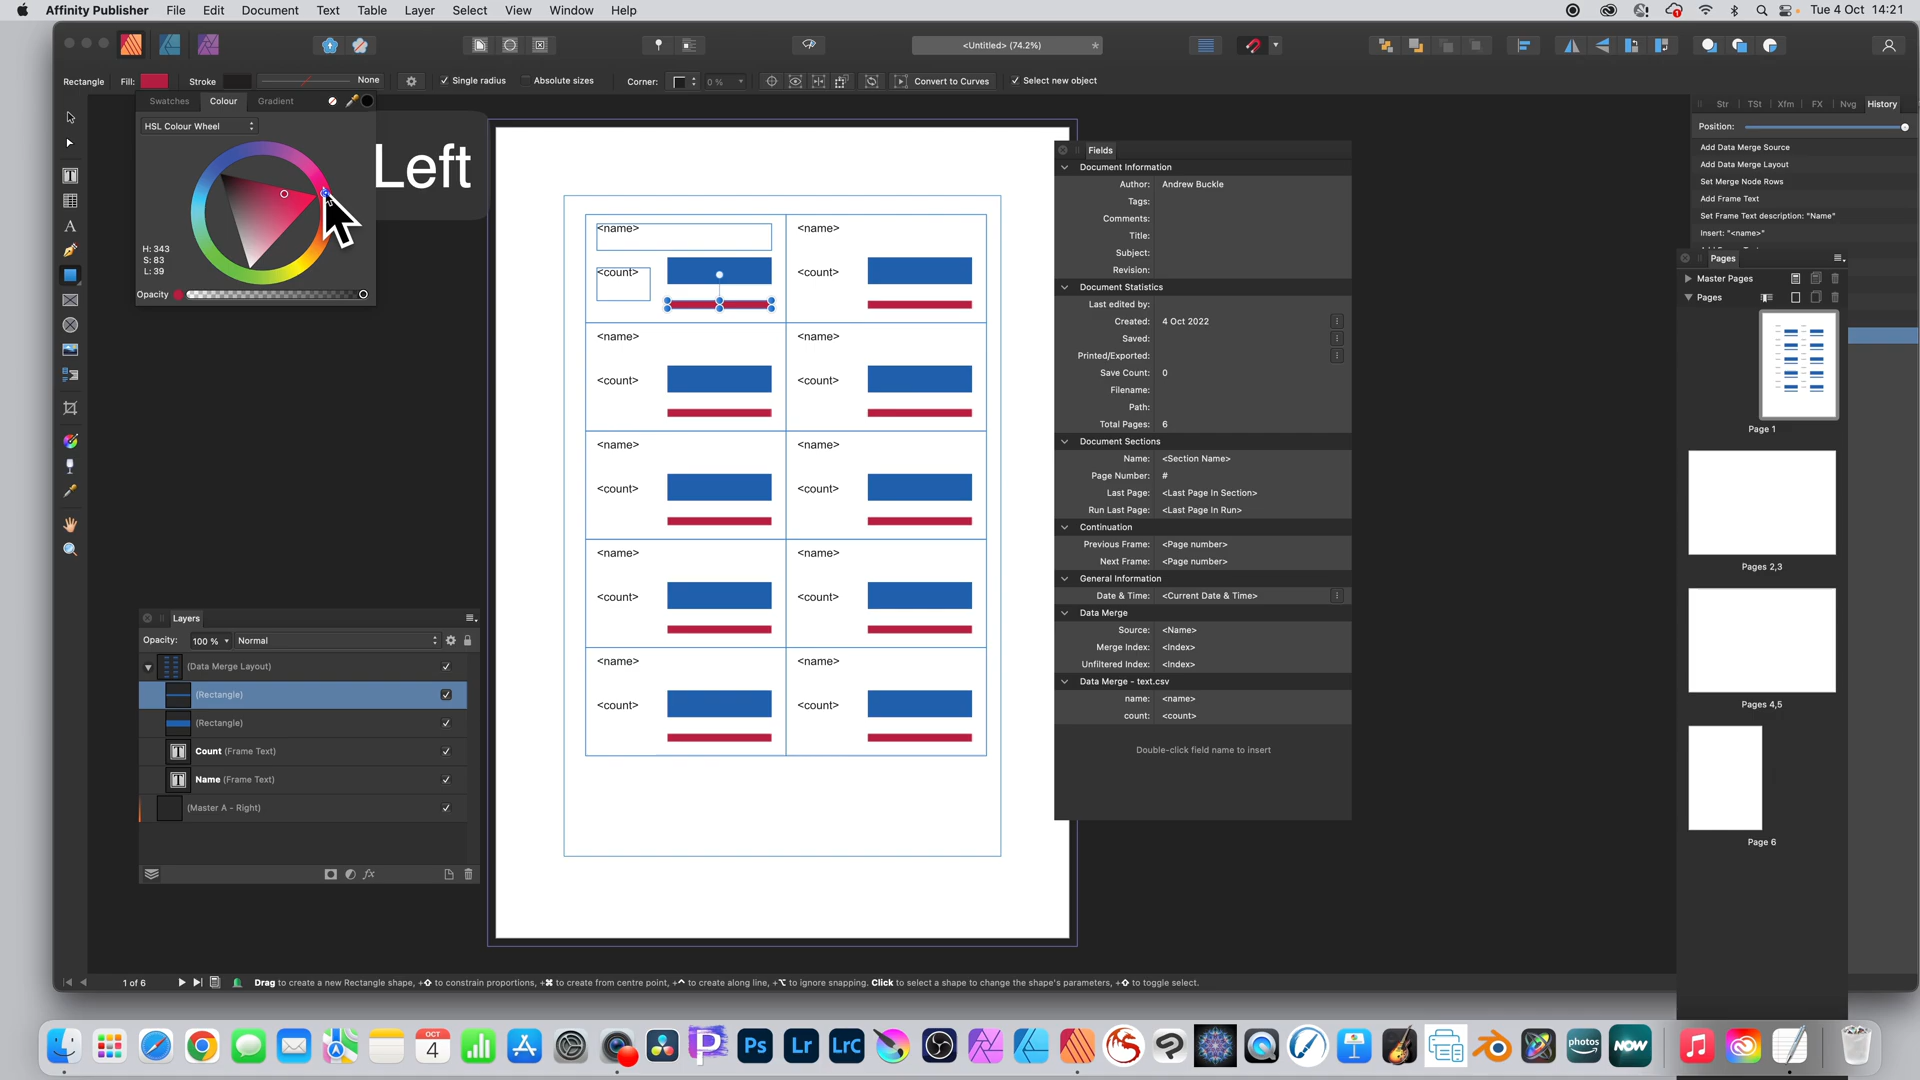 Affinity Publisher File Edit Document Text Table Layer Select View Window Help
Tue 4 Oct 14:21
<Untitled> (74.2%)
Rectangle Fill: Stroke None Single radius Absolute sizes Corner: 0 % Convert to Curves Select new object
Swatches Colour Gradient
HSL Colour Wheel
H: 343
S: 83
L: 39
Opacity
Left
<name> <name>
<count> <count>
<name> <name>
<count> <count>
<name> <name>
<count> <count>
<name> <name>
<count> <count>
<name> <name>
<count> <count>
Layers
Opacity: 100 % Normal
(Data Merge Layout)
(Rectangle)
(Rectangle)
Count (Frame Text)
Name (Frame Text)
(Master A - Right)
Fields
Document Information
Author: Andrew Buckle
Tags:
Comments:
Title:
Subject:
Revision:
Document Statistics
Last edited by:
Created: 4 Oct 2022
Saved:
Printed/Exported:
Save Count: 0
Filename:
Path:
Total Pages: 6
Document Sections
Name: <Section Name>
Page Number: #
Last Page: <Last Page In Section>
Run Last Page: <Last Page In Run>
Continuation
Previous Frame: <Page number>
Next Frame: <Page number>
General Information
Date & Time: <Current Date & Time>
Data Merge
Source: <Name>
Merge Index: <Index>
Unfiltered Index: <Index>
Data Merge - text.csv
name: <name>
count: <count>
Double-click field name to insert
Str TSt Xfm FX Nvg History
Position:
Add Data Merge Source
Add Data Merge Layout
Set Merge Node Rows
Add Frame Text
Set Frame Text description: "Name"
Insert: "<name>"
Pages
Master Pages
Pages
Page 1
Pages 2,3
Pages 4,5
Page 6
1 of 6
Drag to create a new Rectangle shape, +⇧ to constrain proportions, +⌘ to create from centre point, +⌃ to create along line, +⌥ to ignore snapping. Click to select a shape to change the shape's parameters, +⇧ to toggle select.
OCT
4
Ps
Lr
LrC
photos
NOW